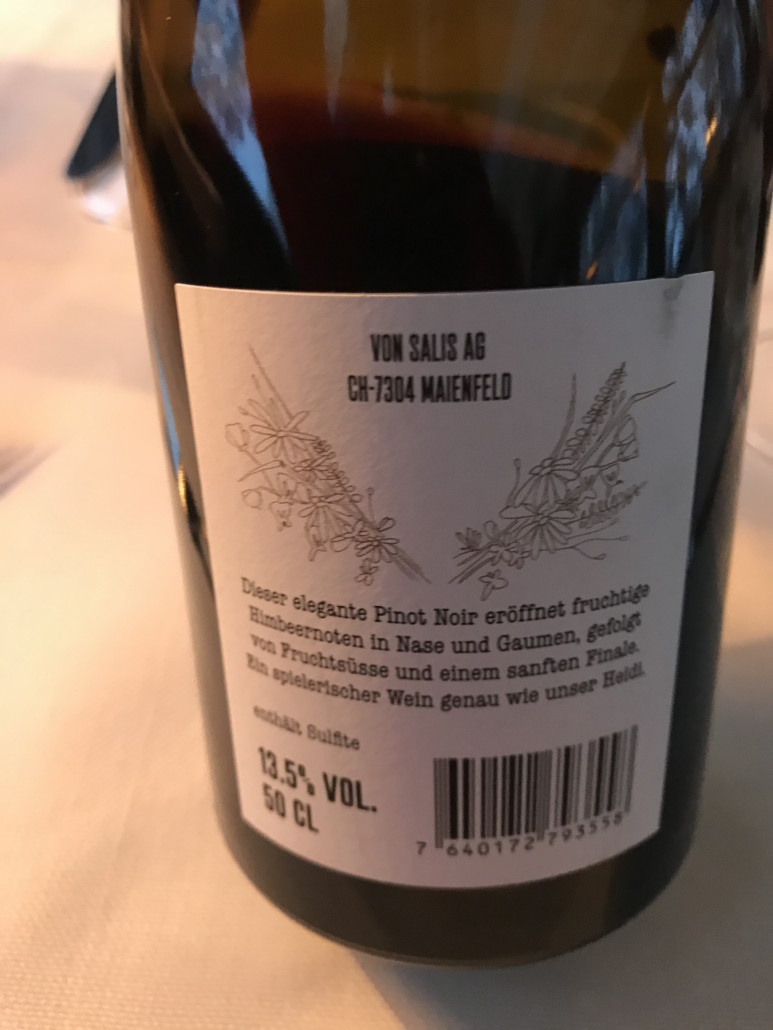 VON SALIS AG
CH-7304 MAIENFELD
Dieser elegante Pinot Noir eröffnet fruchtige
Himbeernoten in Nase und Gaumen, gefolgt
von Fruchtsüsse und einem sanften Finale.
Ein spielerischer Wein genau wie unser Heidi.
enthält Sulfite
13.5% VOL.
50 CL
7 640172 793558